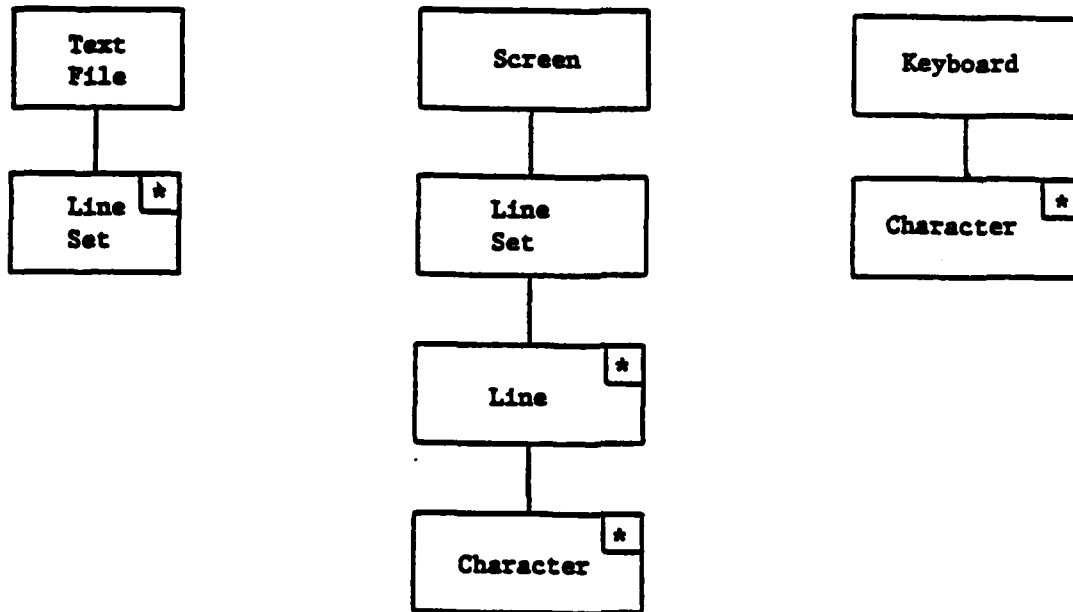 Text
File
Line
Set
*
Screen
Line
Set
Line
*
Character
*
Keyboard
Character
*